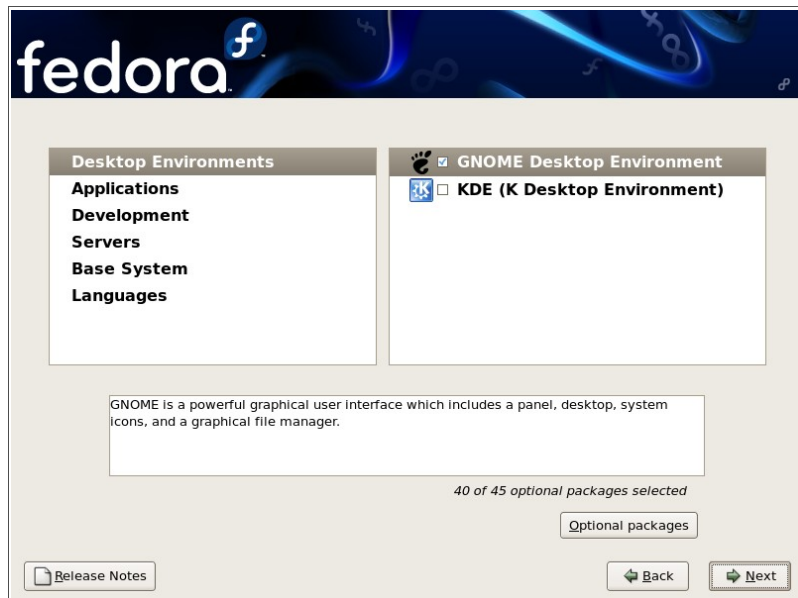 fedora
Desktop Environments
Applications
Development
Servers
Base System
Languages
GNOME Desktop Environment
KDE (K Desktop Environment)
GNOME is a powerful graphical user interface which includes a panel, desktop, system
icons, and a graphical file manager.
40 of 45 optional packages selected
Optional packages
Release Notes
Back
Next